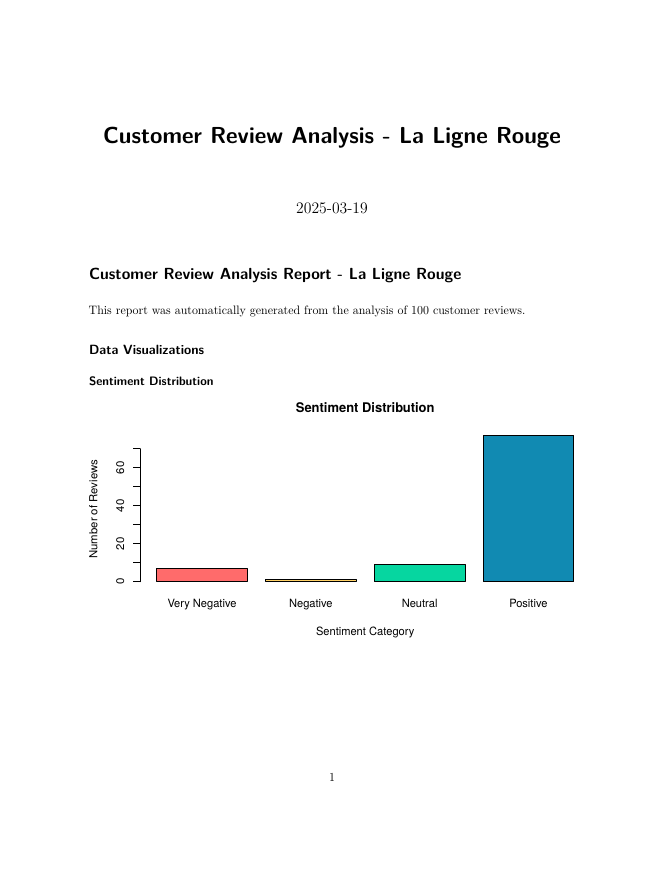 Customer Review Analysis - La Ligne Rouge
2025-03-19
Customer Review Analysis Report - La Ligne Rouge
This report was automatically generated from the analysis of 100 customer reviews.
Data Visualizations
Sentiment Distribution
Sentiment Distribution
Number of Reviews
60
40
20
0
Very Negative Negative Neutral Positive
Sentiment Category
1